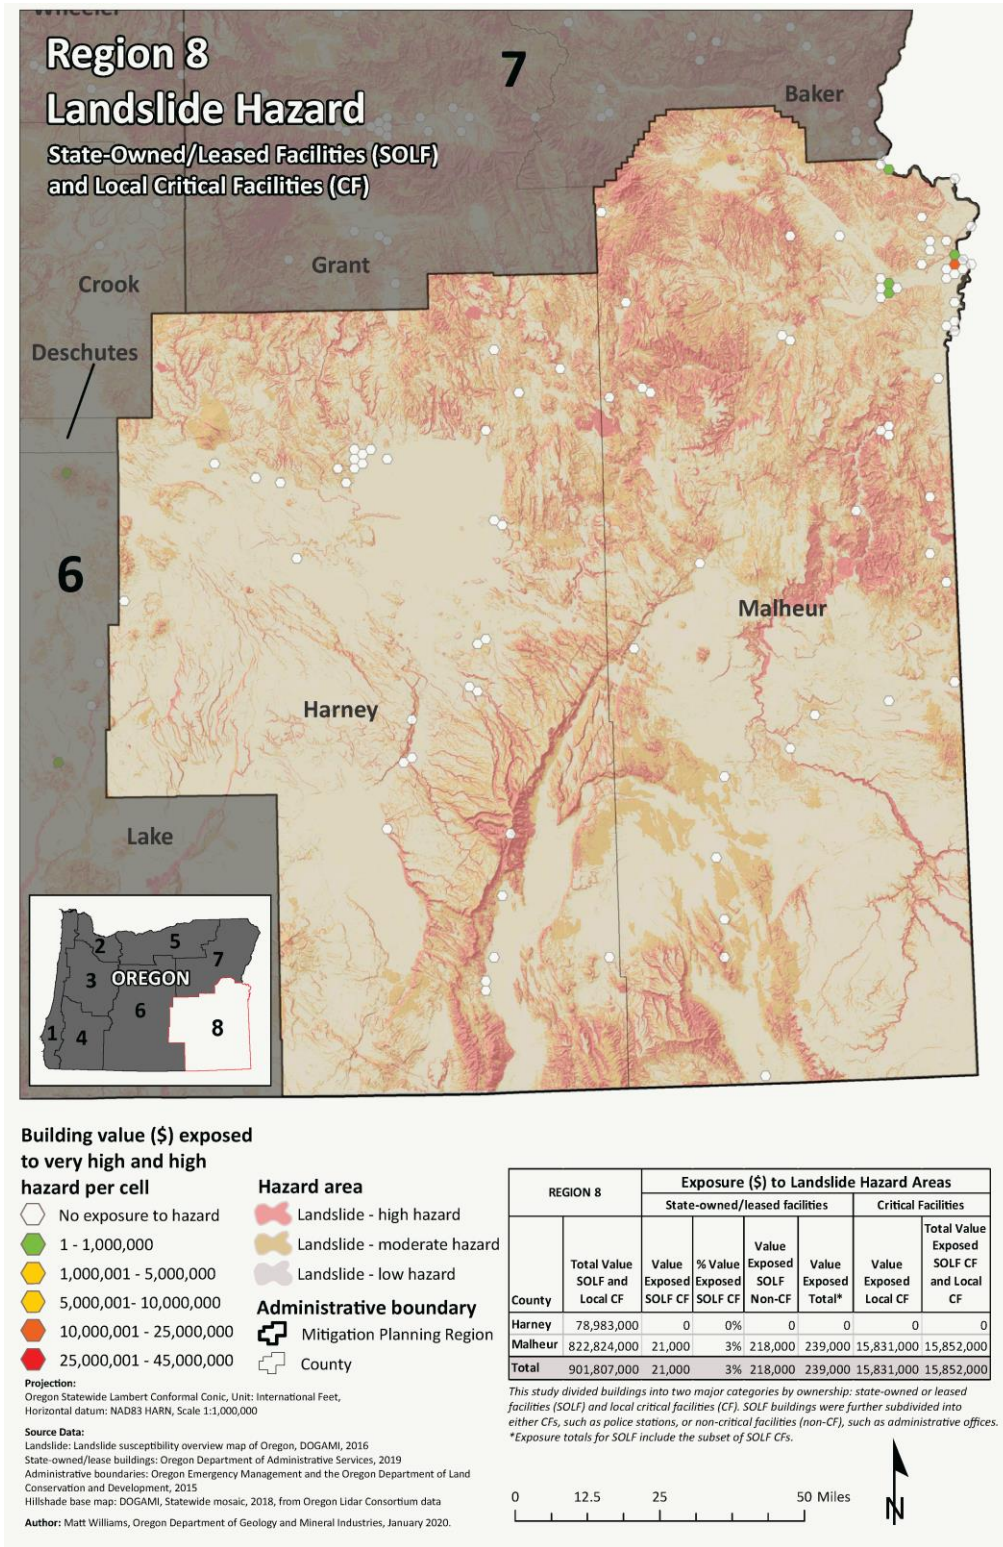 Wheeler
Region 8
Landslide Hazard
State-Owned/Leased Facilities (SOLF)
and Local Critical Facilities (CF)
7
Baker
Grant
Crook
Deschutes
6
Malheur
Harney
Lake
2
5
7
3
OREGON
6
8
1
4
Building value ($) exposed
to very high and high
hazard per cell
No exposure to hazard
1 - 1,000,000
1,000,001 - 5,000,000
5,000,001- 10,000,000
10,000,001 - 25,000,000
25,000,001 - 45,000,000
Hazard area
Landslide - high hazard
Landslide - moderate hazard
Landslide - low hazard
Administrative boundary
Mitigation Planning Region
County
Projection:
Oregon Statewide Lambert Conformal Conic, Unit: International Feet,
Horizontal datum: NAD83 HARN, Scale 1:1,000,000
Source Data:
Landslide: Landslide susceptibility overview map of Oregon, DOGAMI, 2016
State-owned/lease buildings: Oregon Department of Administrative Services, 2019
Administrative boundaries: Oregon Emergency Management and the Oregon Department of Land
Conservation and Development, 2015
Hillshade base map: DOGAMI, Statewide mosaic, 2018, from Oregon Lidar Consortium data
Author: Matt Williams, Oregon Department of Geology and Mineral Industries, January 2020.
REGION 8
Exposure ($) to Landslide Hazard Areas
State-owned/leased facilities
Critical Facilities
County
Total Value
SOLF and
Local CF
Value
Exposed
SOLF CF
% Value
Exposed
SOLF CF
Value
Exposed
SOLF
Non-CF
Value
Exposed
Total*
Value
Exposed
Local CF
Total Value
Exposed
SOLF CF
and Local
CF
Harney 78,983,000 0 0% 0 0 0 0
Malheur 822,824,000 21,000 3% 218,000 239,000 15,831,000 15,852,000
Total 901,807,000 21,000 3% 218,000 239,000 15,831,000 15,852,000
This study divided buildings into two major categories by ownership: state-owned or leased
facilities (SOLF) and local critical facilities (CF). SOLF buildings were further subdivided into
either CFs, such as police stations, or non-critical facilities (non-CF), such as administrative offices.
*Exposure totals for SOLF include the subset of SOLF CFs.
0 12.5 25 50 Miles
N